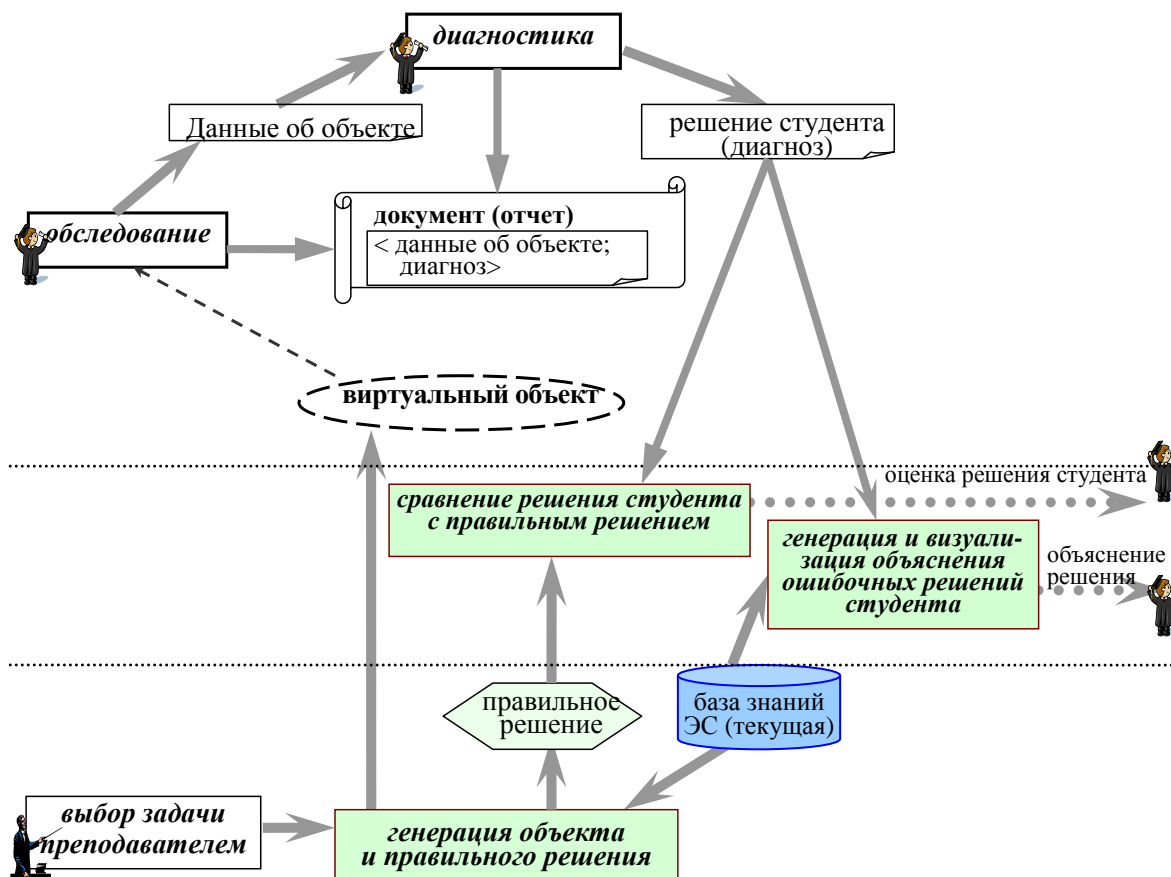 диагностика
Данные об объекте
решение студента
(диагноз)
обследование
документ (отчет)
< данные об объекте;
диагноз>
виртуальный объект
оценка решения студента
сравнение решения студента
с правильным решением
генерация и визуали-
зация объяснения
ошибочных решений
студента
объяснение
решения
правильное
решение
база знаний
ЭС (текущая)
выбор задачи
преподавателем
генерация объекта
и правильного решения